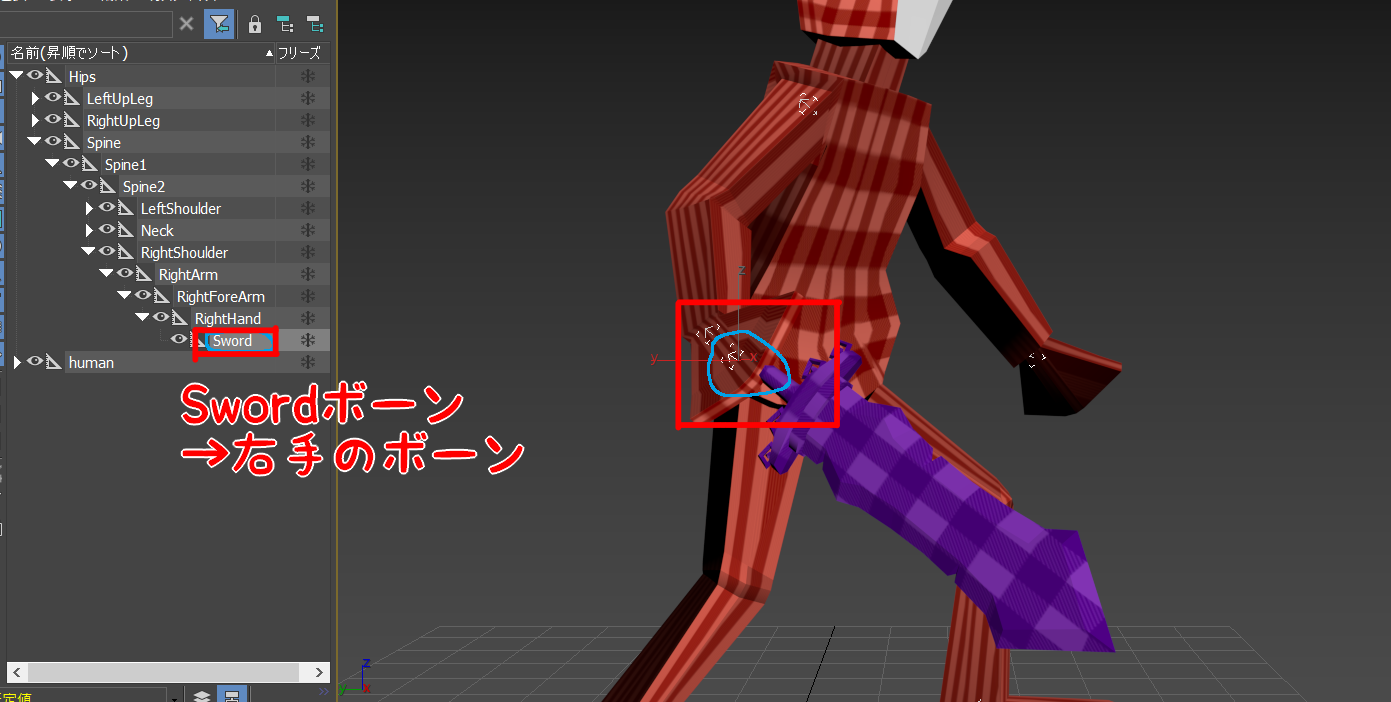 名前(昇順でソート) フリーズ
Hips
LeftUpLeg
RightUpLeg
Spine
Spine1
Spine2
LeftShoulder
Neck
RightShoulder
RightArm
RightForeArm
RightHand
Sword
human
Swordボーン
→右手のボーン
z
y
x
z
y
x
定値